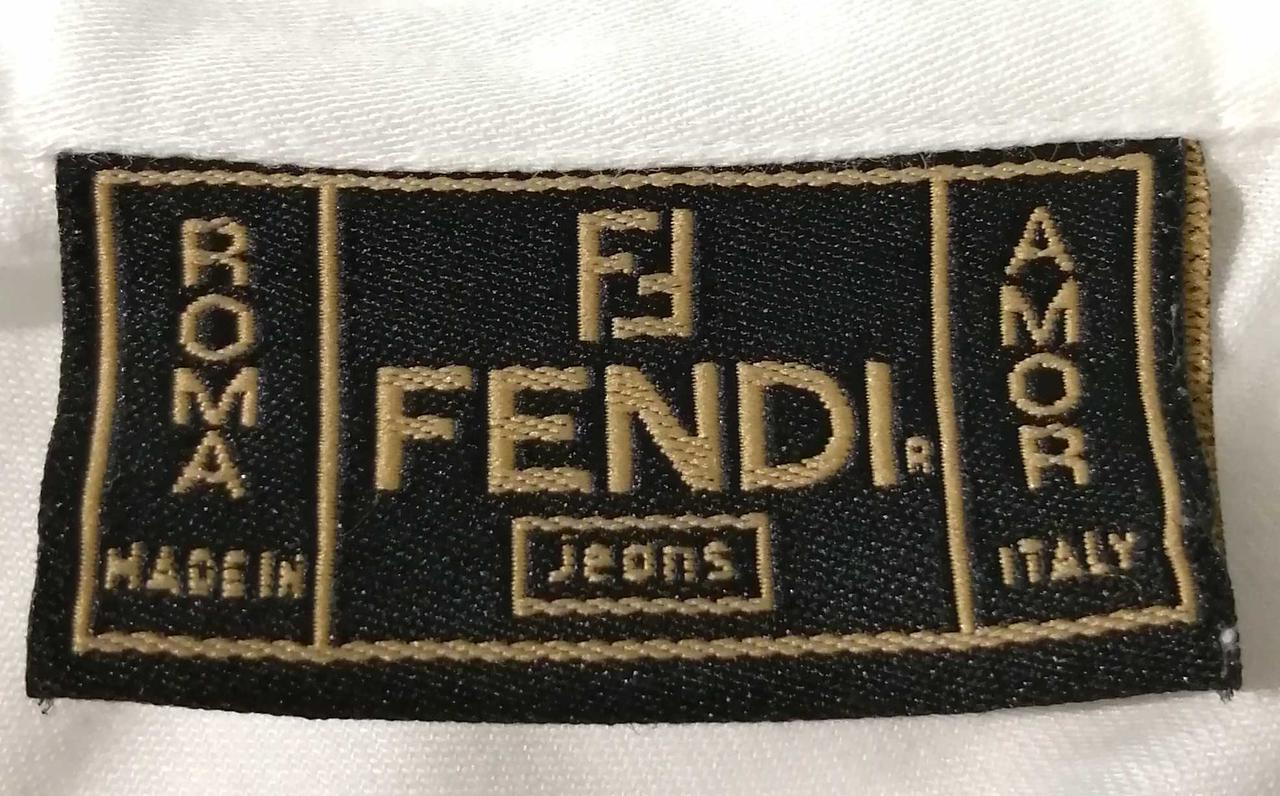 ROMA
MADE IN
FF
FENDI®
jeans
AMOR
ITALY